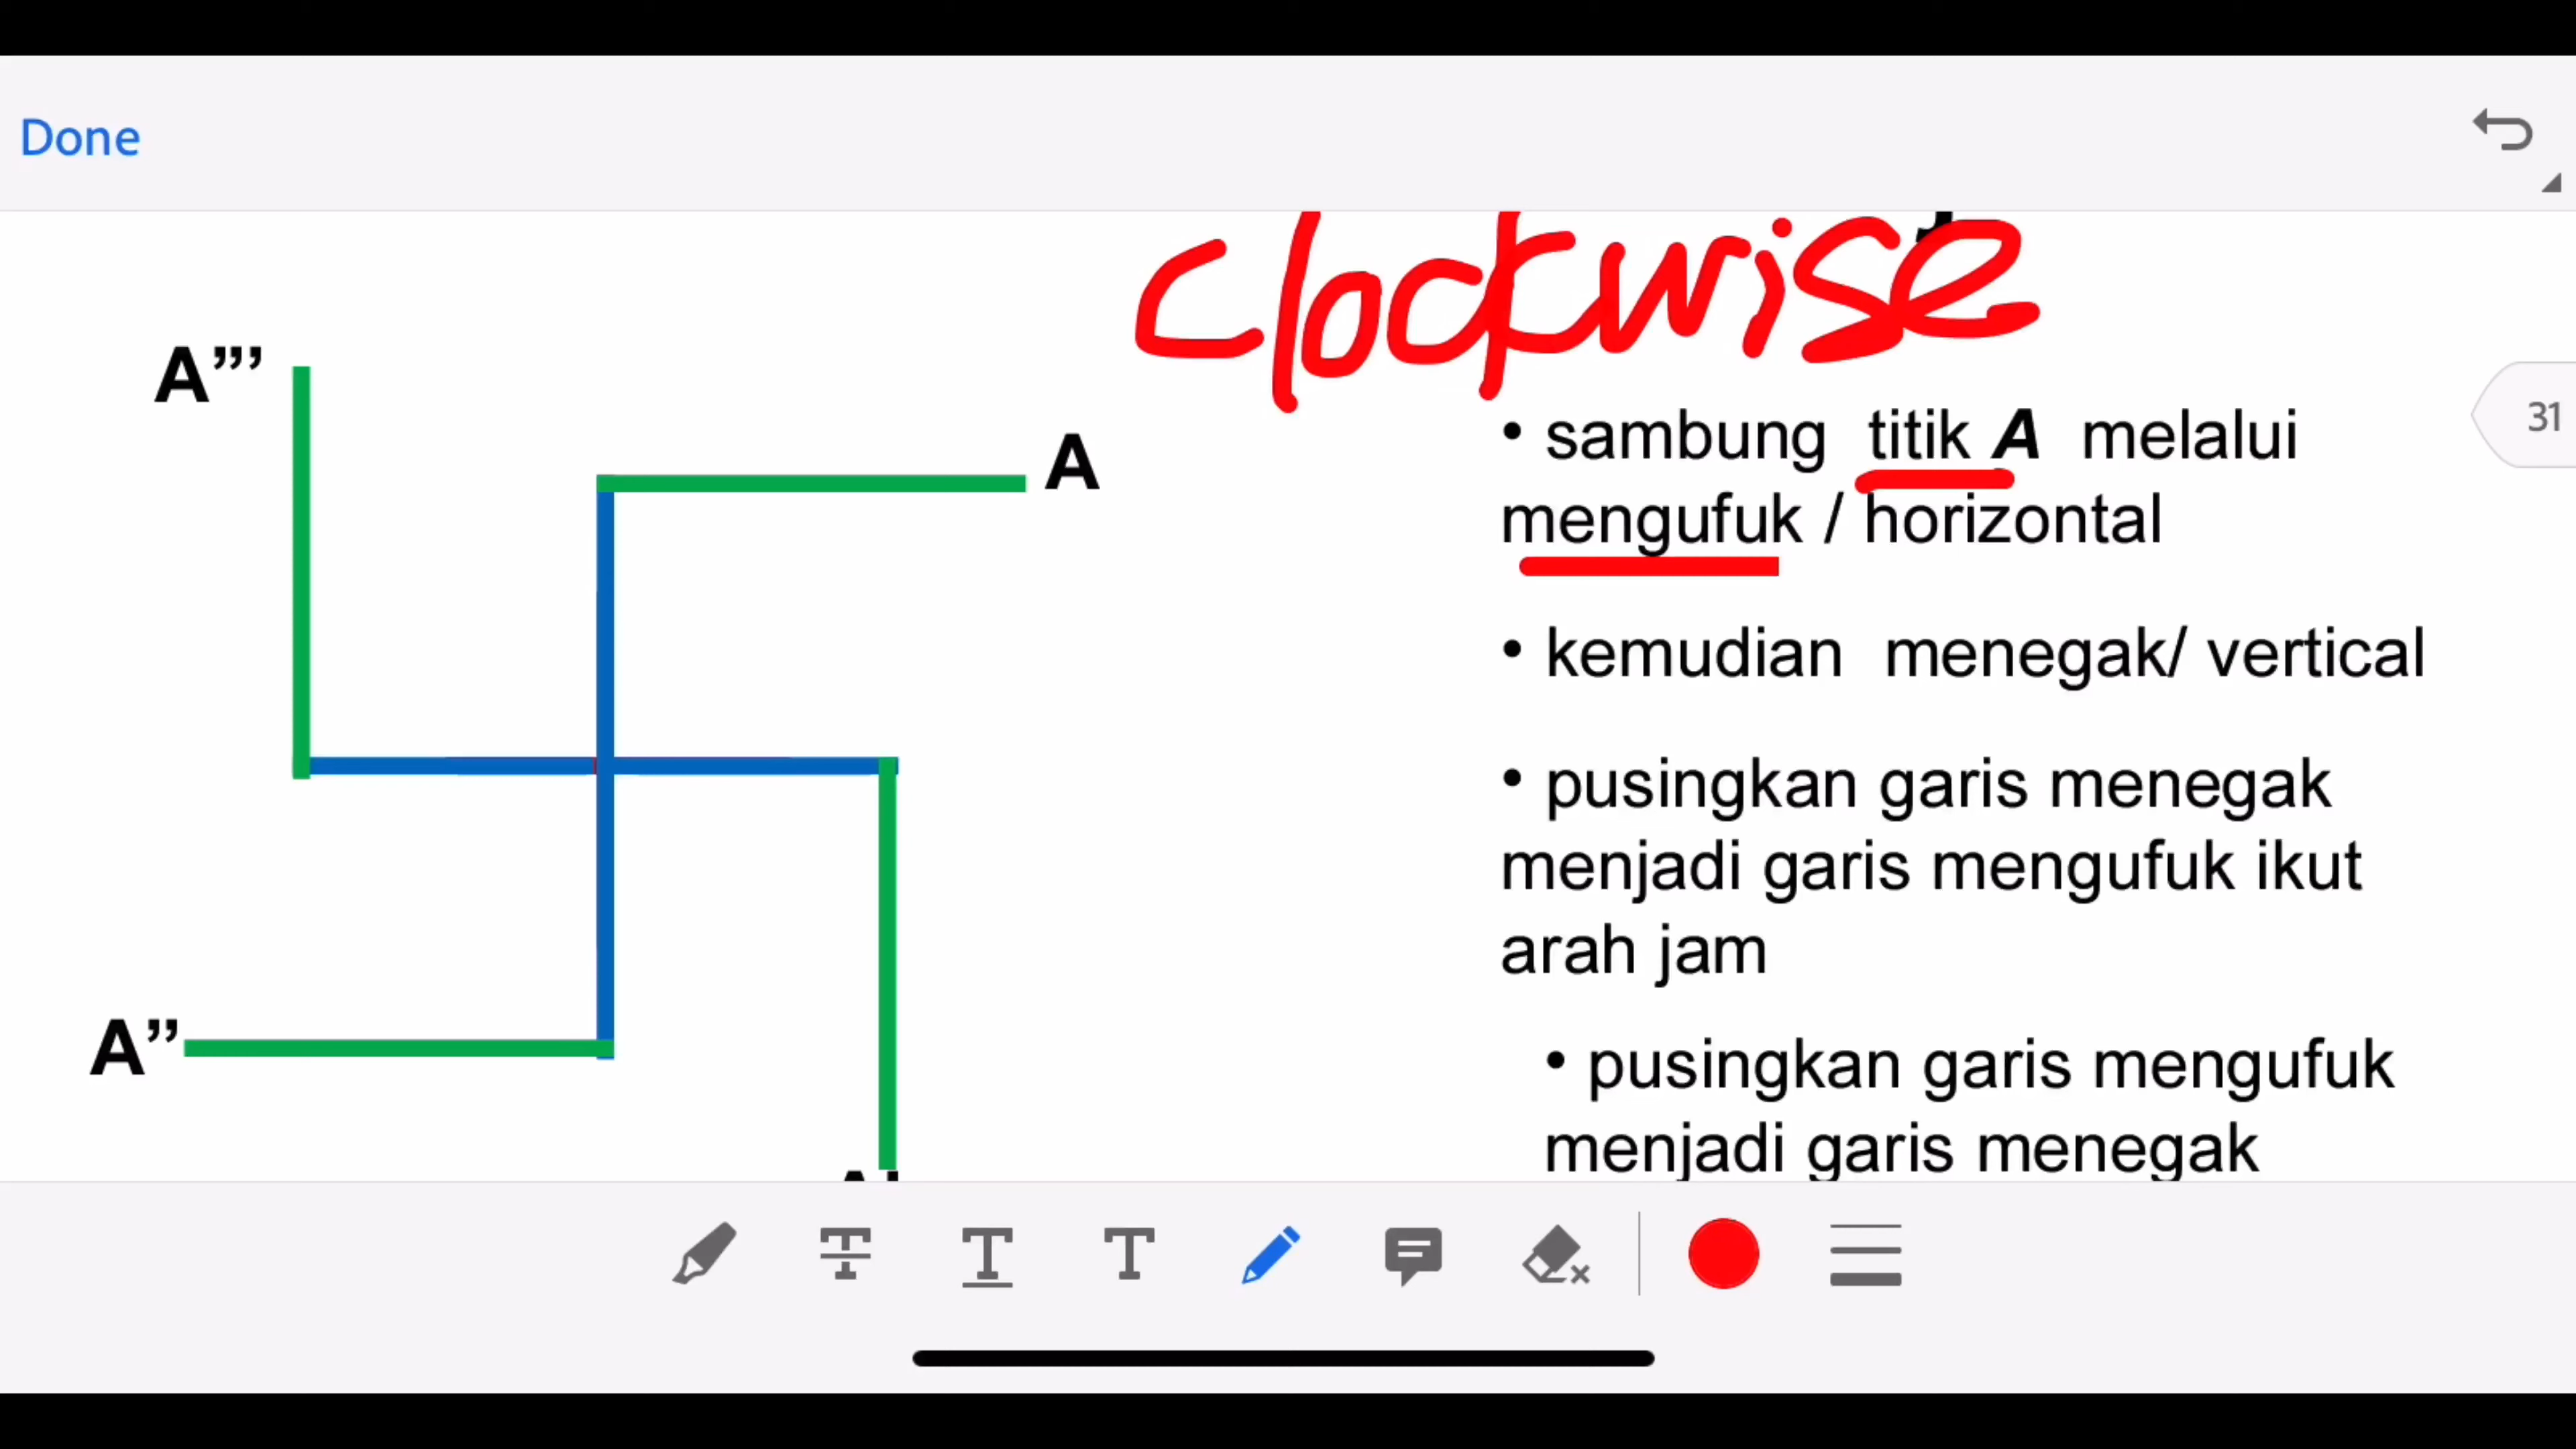 Done
clockwise
A’’’
A
• sambung titik A melalui
mengufuk / horizontal
31
• kemudian menegak/ vertical
• pusingkan garis menegak
menjadi garis mengufuk ikut
arah jam
A’’
• pusingkan garis mengufuk
menjadi garis menegak